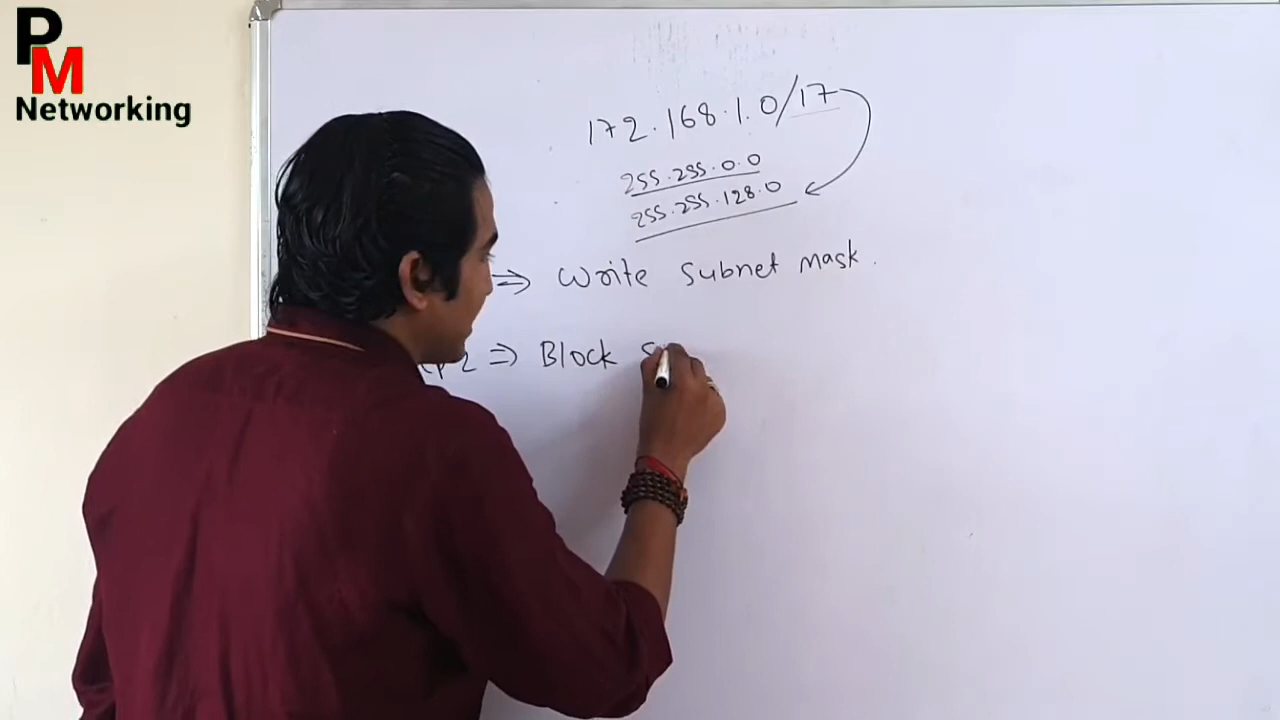 PM
Networking
172.168.1.0/17
255.255.0.0
255.255.128.0
⇒ Write Subnet mask.
2 ⇒ Block